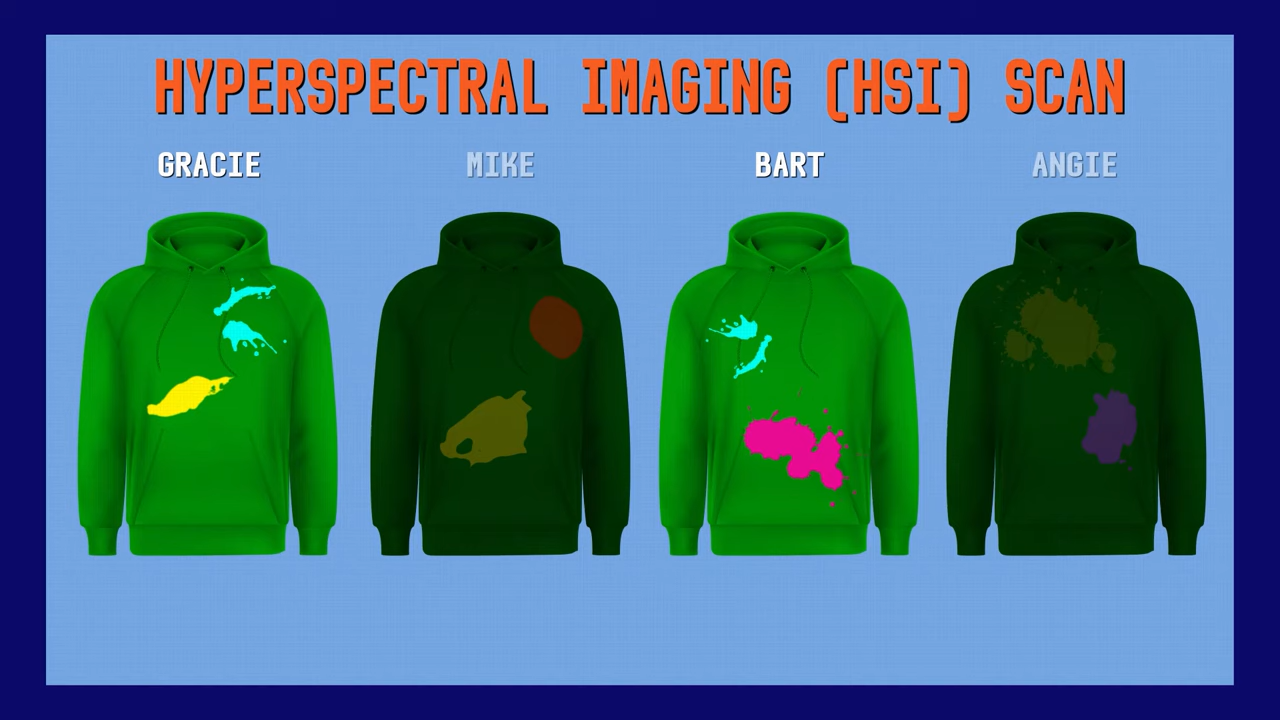 HYPERSPECTRAL IMAGING (HSI) SCAN
GRACIE
MIKE
BART
ANGIE